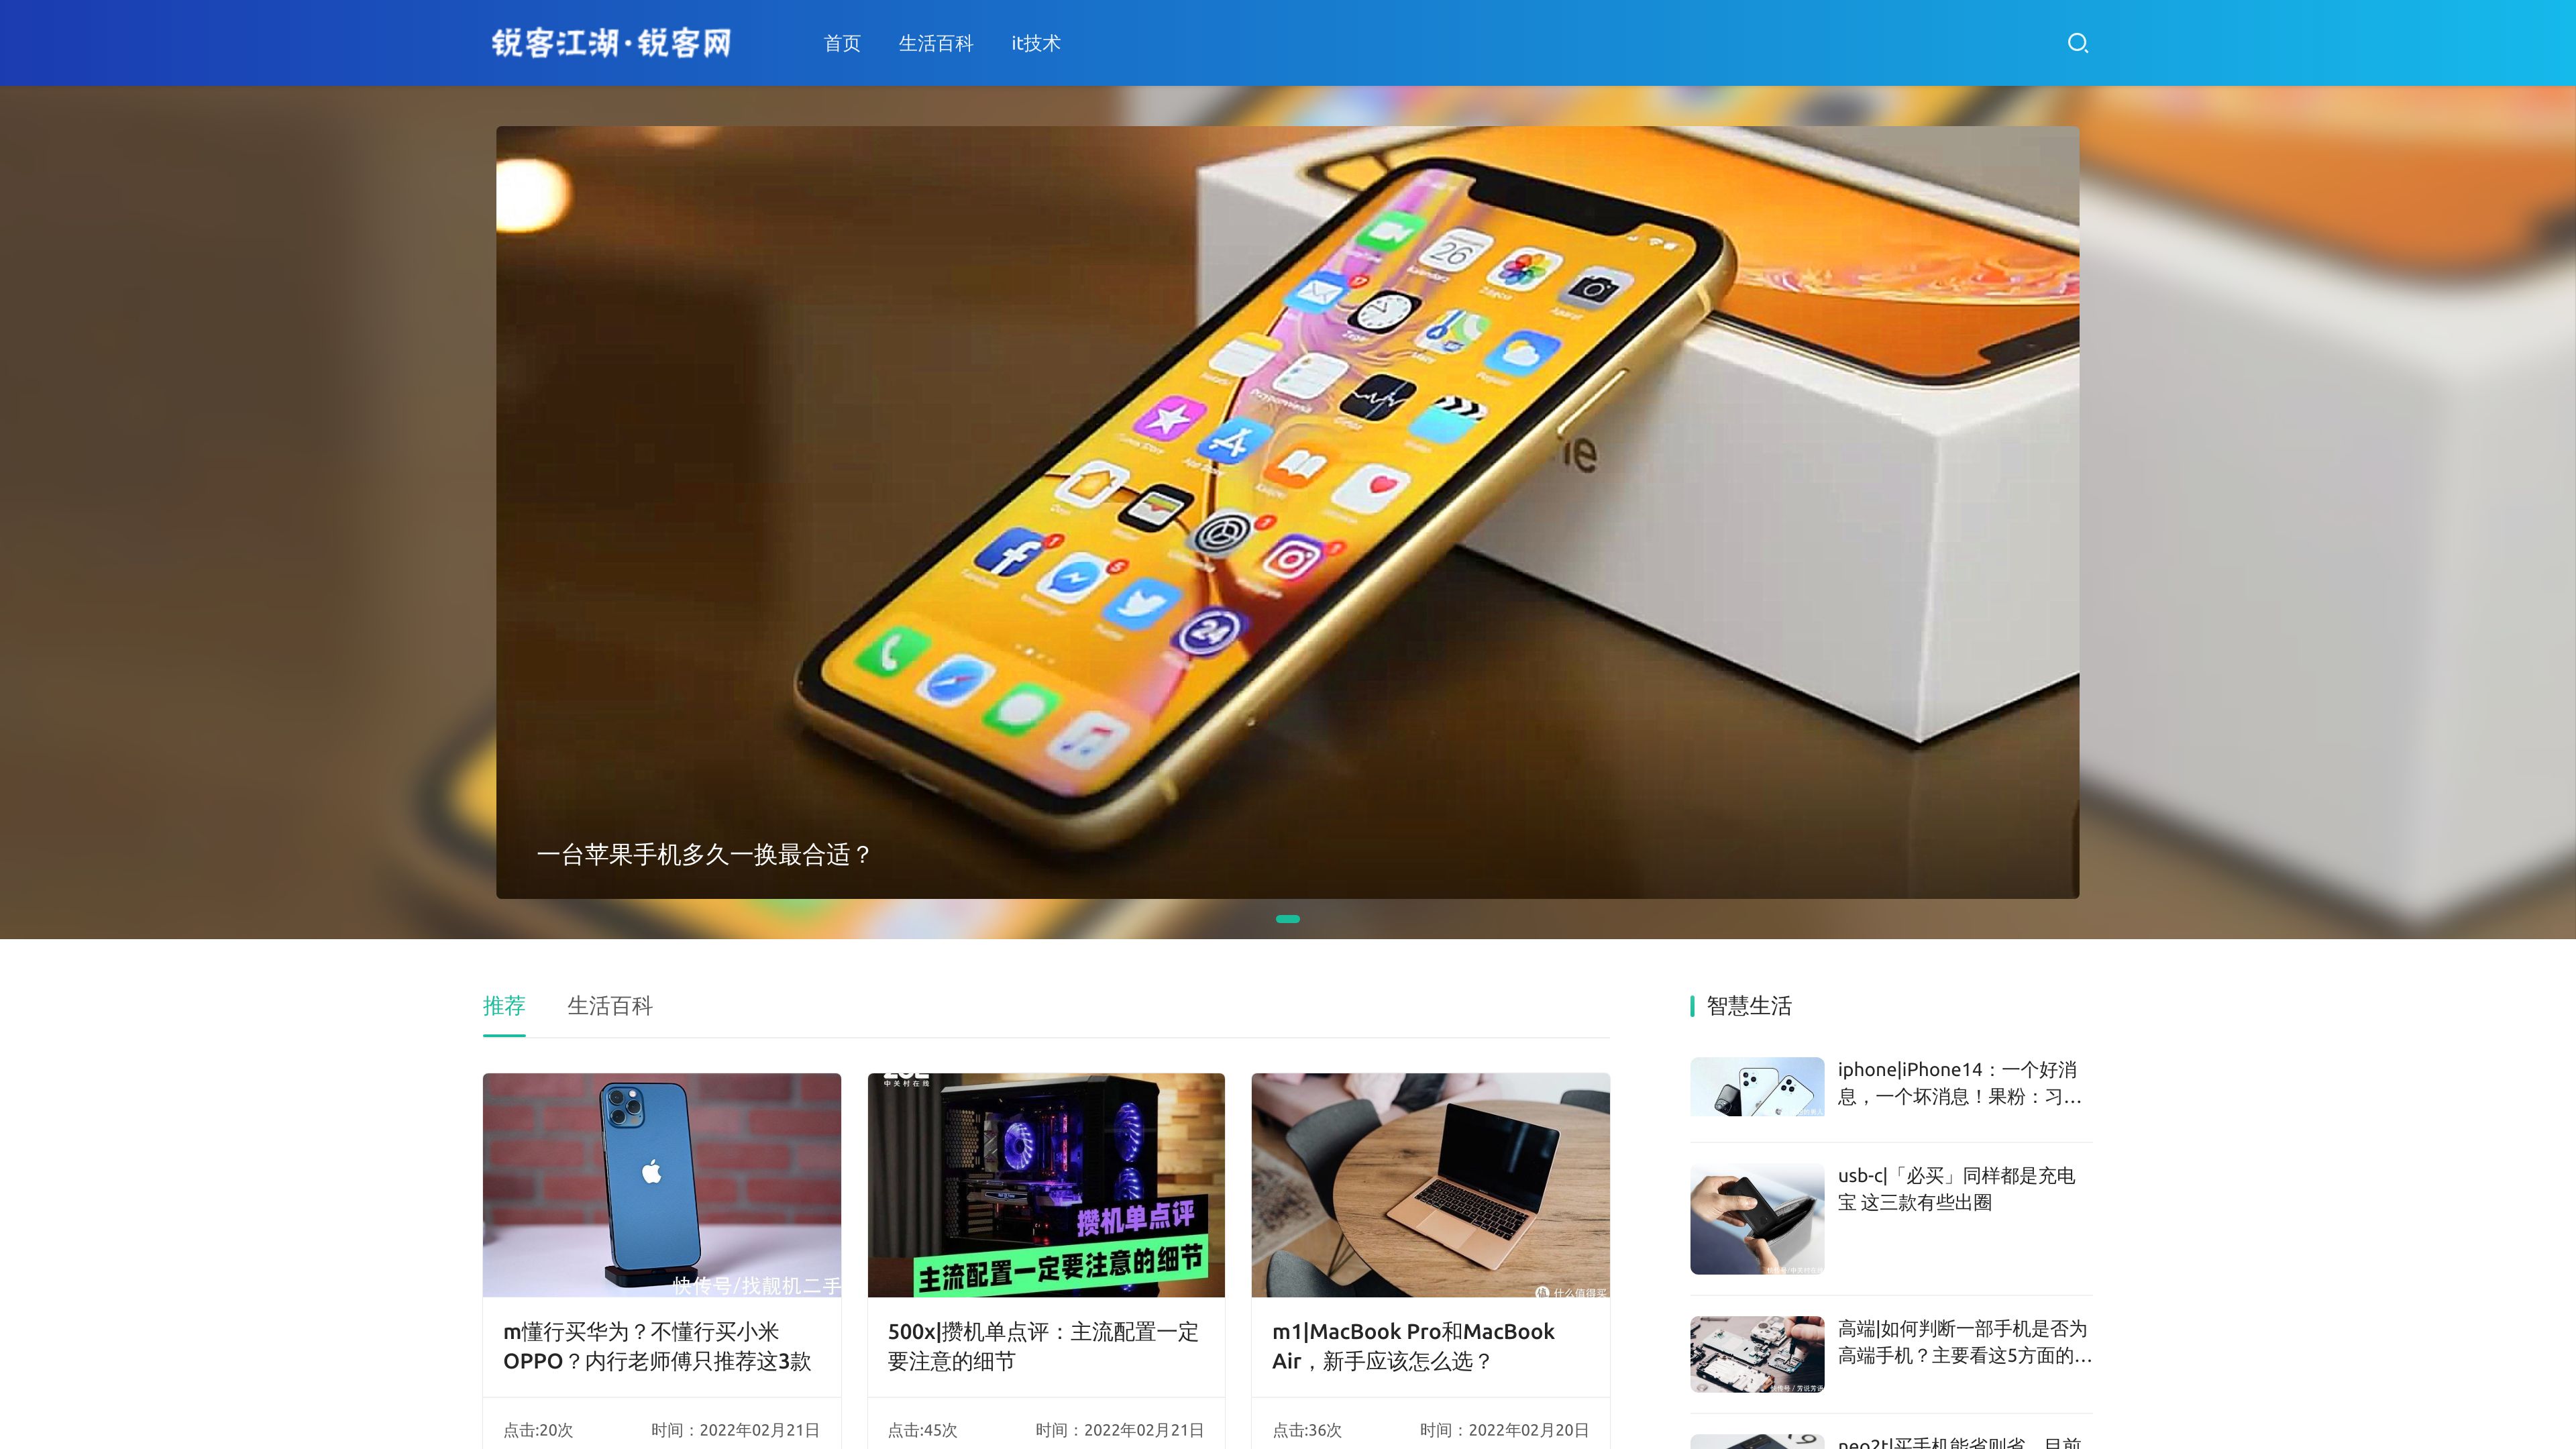 锐客江湖·锐客网
首页
生活百科
it技术
一台苹果手机多久一换最合适？
推荐
生活百科
快传号/找靓机二手
m懂行买华为？不懂行买小米
OPPO？内行老师傅只推荐这3款
点击:20次
时间：2022年02月21日
中关村在线
攒机单点评
主流配置一定要注意的细节
500x|攒机单点评：主流配置一定
要注意的细节
点击:45次
时间：2022年02月21日
什么值得买
m1|MacBook Pro和MacBook
Air，新手应该怎么选？
点击:36次
时间：2022年02月20日
智慧生活
iphone|iPhone14：一个好消
息，一个坏消息！果粉：习…
usb-c|「必买」同样都是充电
宝 这三款有些出圈
高端|如何判断一部手机是否为
高端手机？主要看这5方面的…